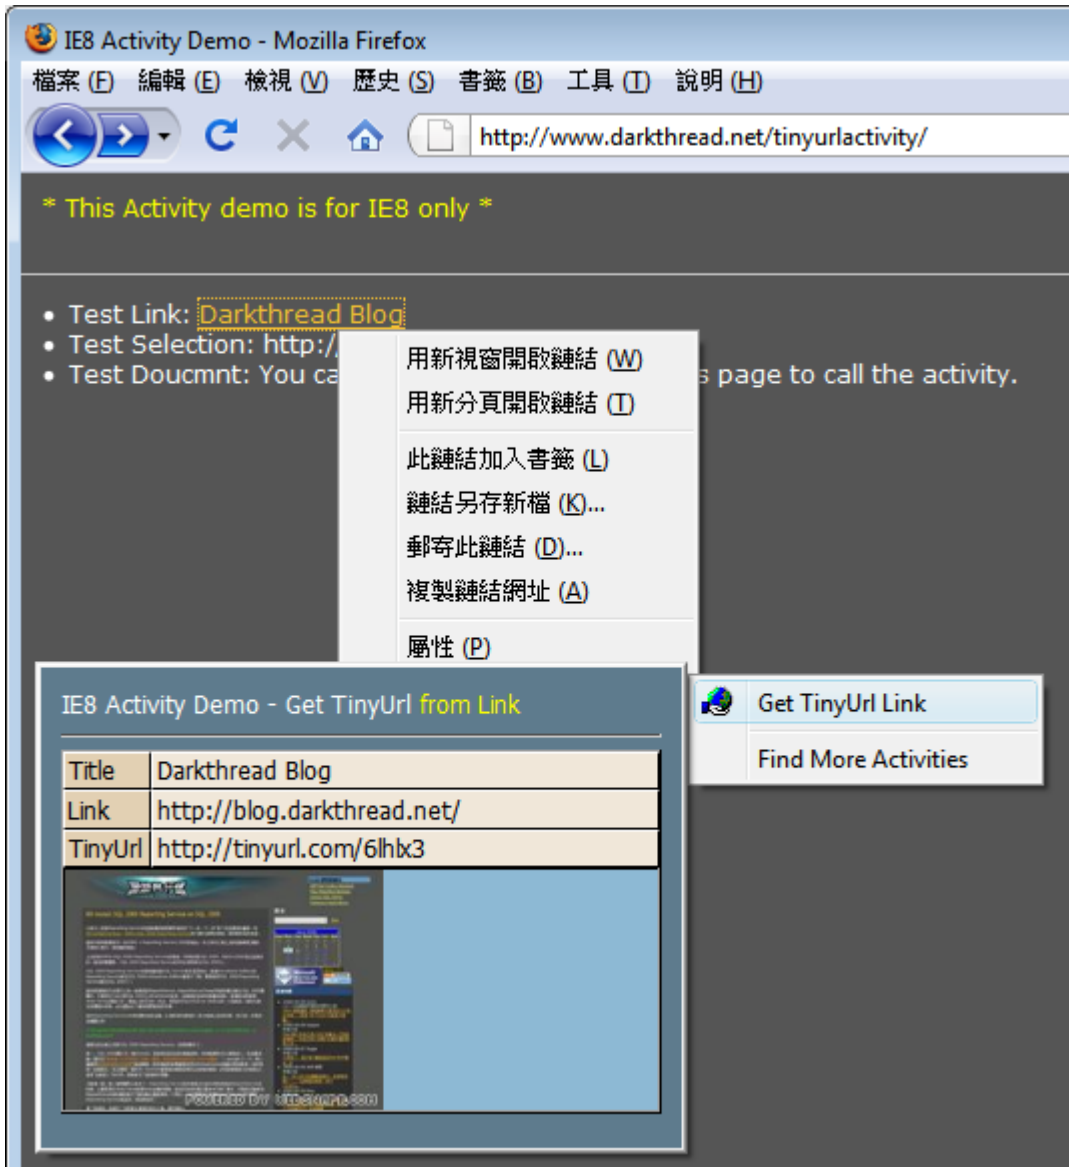 IE8 Activity Demo - Mozilla Firefox
檔案 (F) 編輯 (E) 檢視 (V) 歷史 (S) 書籤 (B) 工具 (T) 說明 (H)
http://www.darkthread.net/tinyurlactivity/
* This Activity demo is for IE8 only *
• Test Link: Darkthread Blog
• Test Selection: http:/
• Test Doucmnt: You ca s page to call the activity.
用新視窗開啟鏈結 (W)
用新分頁開啟鏈結 (T)
此鏈結加入書籤 (L)
鏈結另存新檔 (K)...
郵寄此鏈結 (D)...
複製鏈結網址 (A)
屬性 (P)
IE8 Activity Demo - Get TinyUrl from Link
Title Darkthread Blog
Link http://blog.darkthread.net/
TinyUrl http://tinyurl.com/6lhlx3
Get TinyUrl Link
Find More Activities
POWERED BY